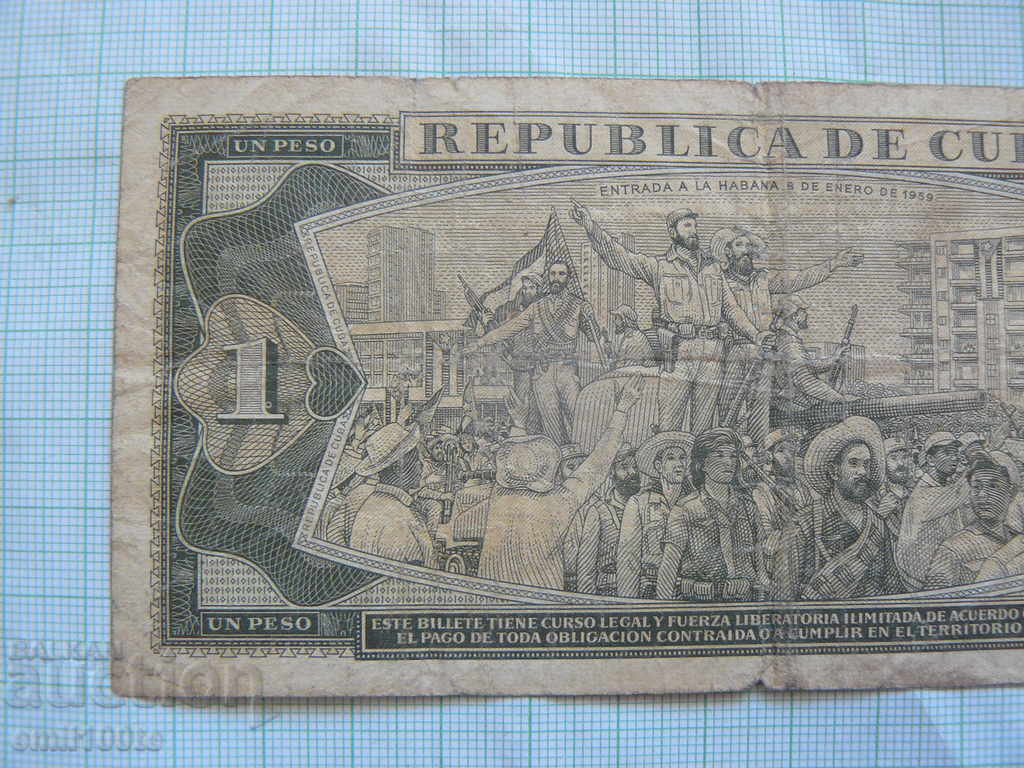 UN PESO
REPUBLICA DE CU
ENTRADA A LA HABANA 8 DE ENERO DE 1959
REPUBLICA DE CUBA
1
REPUBLICA DE CUBA
UN PESO
ESTE BILLETE TIENE CURSO LEGAL Y FUERZA LIBERATORIA ILIMITADA, DE ACUERDO
EL PAGO DE TODA OBLIGACION CONTRAIDA O A CUMPLIR EN EL TERRITORIO
BALKAN
auction
emil100te